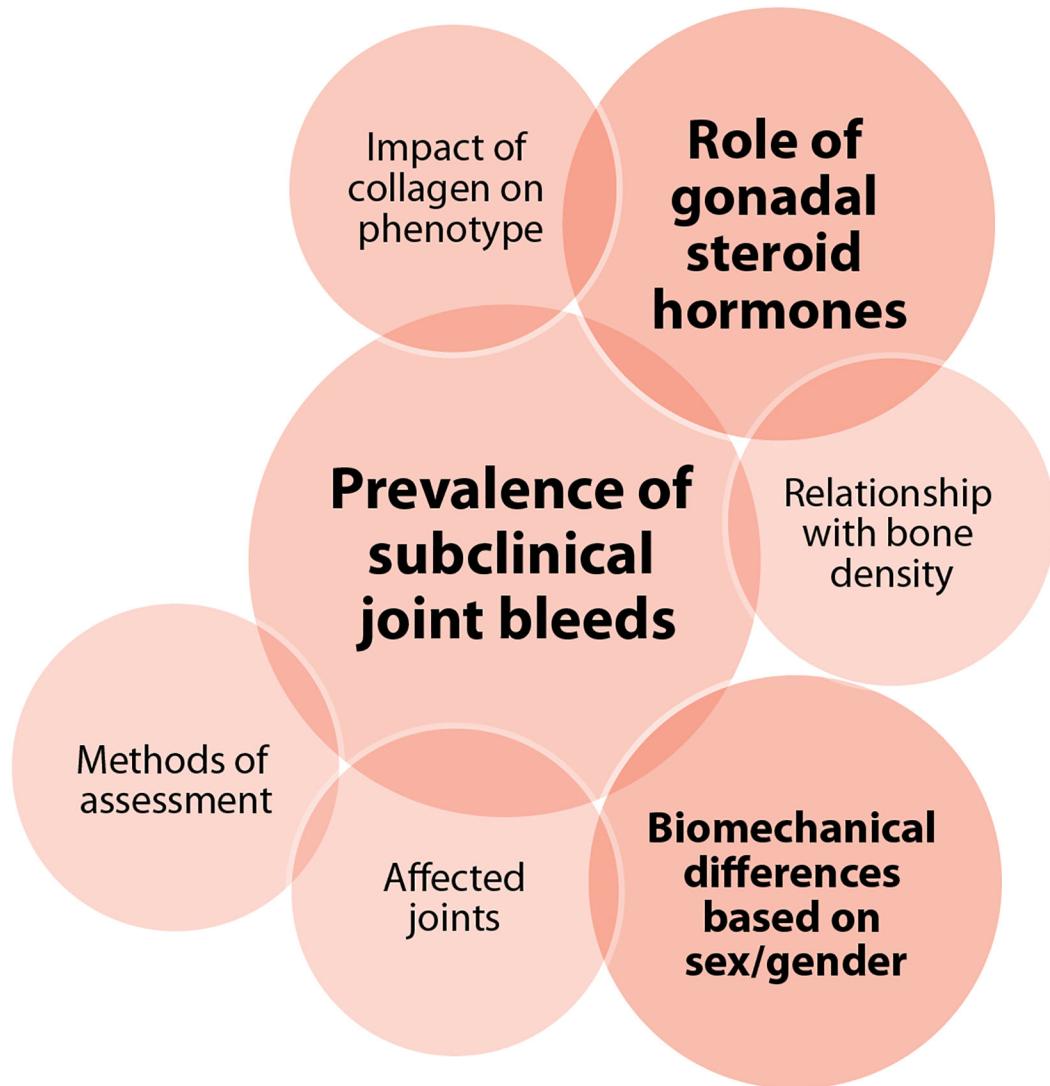 Impact of
collagen on
phenotype
Role of
gonadal
steroid
hormones
Prevalence of
subclinical
joint bleeds
Relationship
with bone
density
Methods of
assessment
Affected
joints
Biomechanical
differences
based on
sex/gender